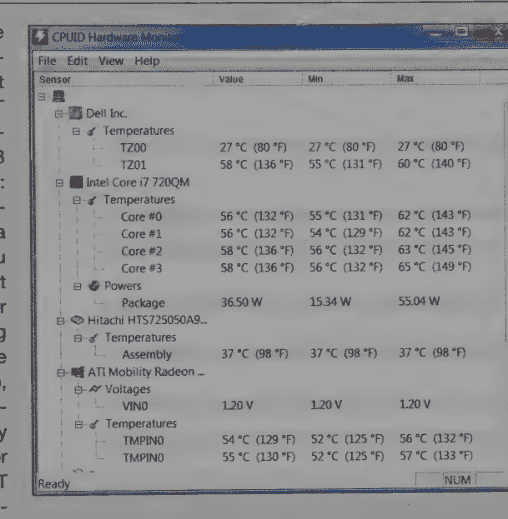 CPUID Hardware Monitor
File Edit View Help
Sensor Value Min Max
Dell Inc.
Temperatures
TZ00 27 °C (80 °F) 27 °C (80 °F) 27 °C (80 °F)
TZ01 58 °C (136 °F) 55 °C (131 °F) 60 °C (140 °F)
Intel Core i7 720QM
Temperatures
Core #0 56 °C (132 °F) 55 °C (131 °F) 62 °C (143 °F)
Core #1 56 °C (132 °F) 54 °C (129 °F) 62 °C (143 °F)
Core #2 58 °C (136 °F) 56 °C (132 °F) 63 °C (145 °F)
Core #3 58 °C (136 °F) 56 °C (132 °F) 65 °C (149 °F)
Powers
Package 36.50 W 15.34 W 55.04 W
Hitachi HTS725050A9...
Temperatures
Assembly 37 °C (98 °F) 37 °C (98 °F) 37 °C (98 °F)
ATI Mobility Radeon ...
Voltages
VIN0 1.20 V 1.20 V 1.20 V
Temperatures
TMPIN0 54 °C (129 °F) 52 °C (125 °F) 56 °C (132 °F)
TMPIN0 55 °C (130 °F) 52 °C (125 °F) 57 °C (133 °F)
Ready NUM